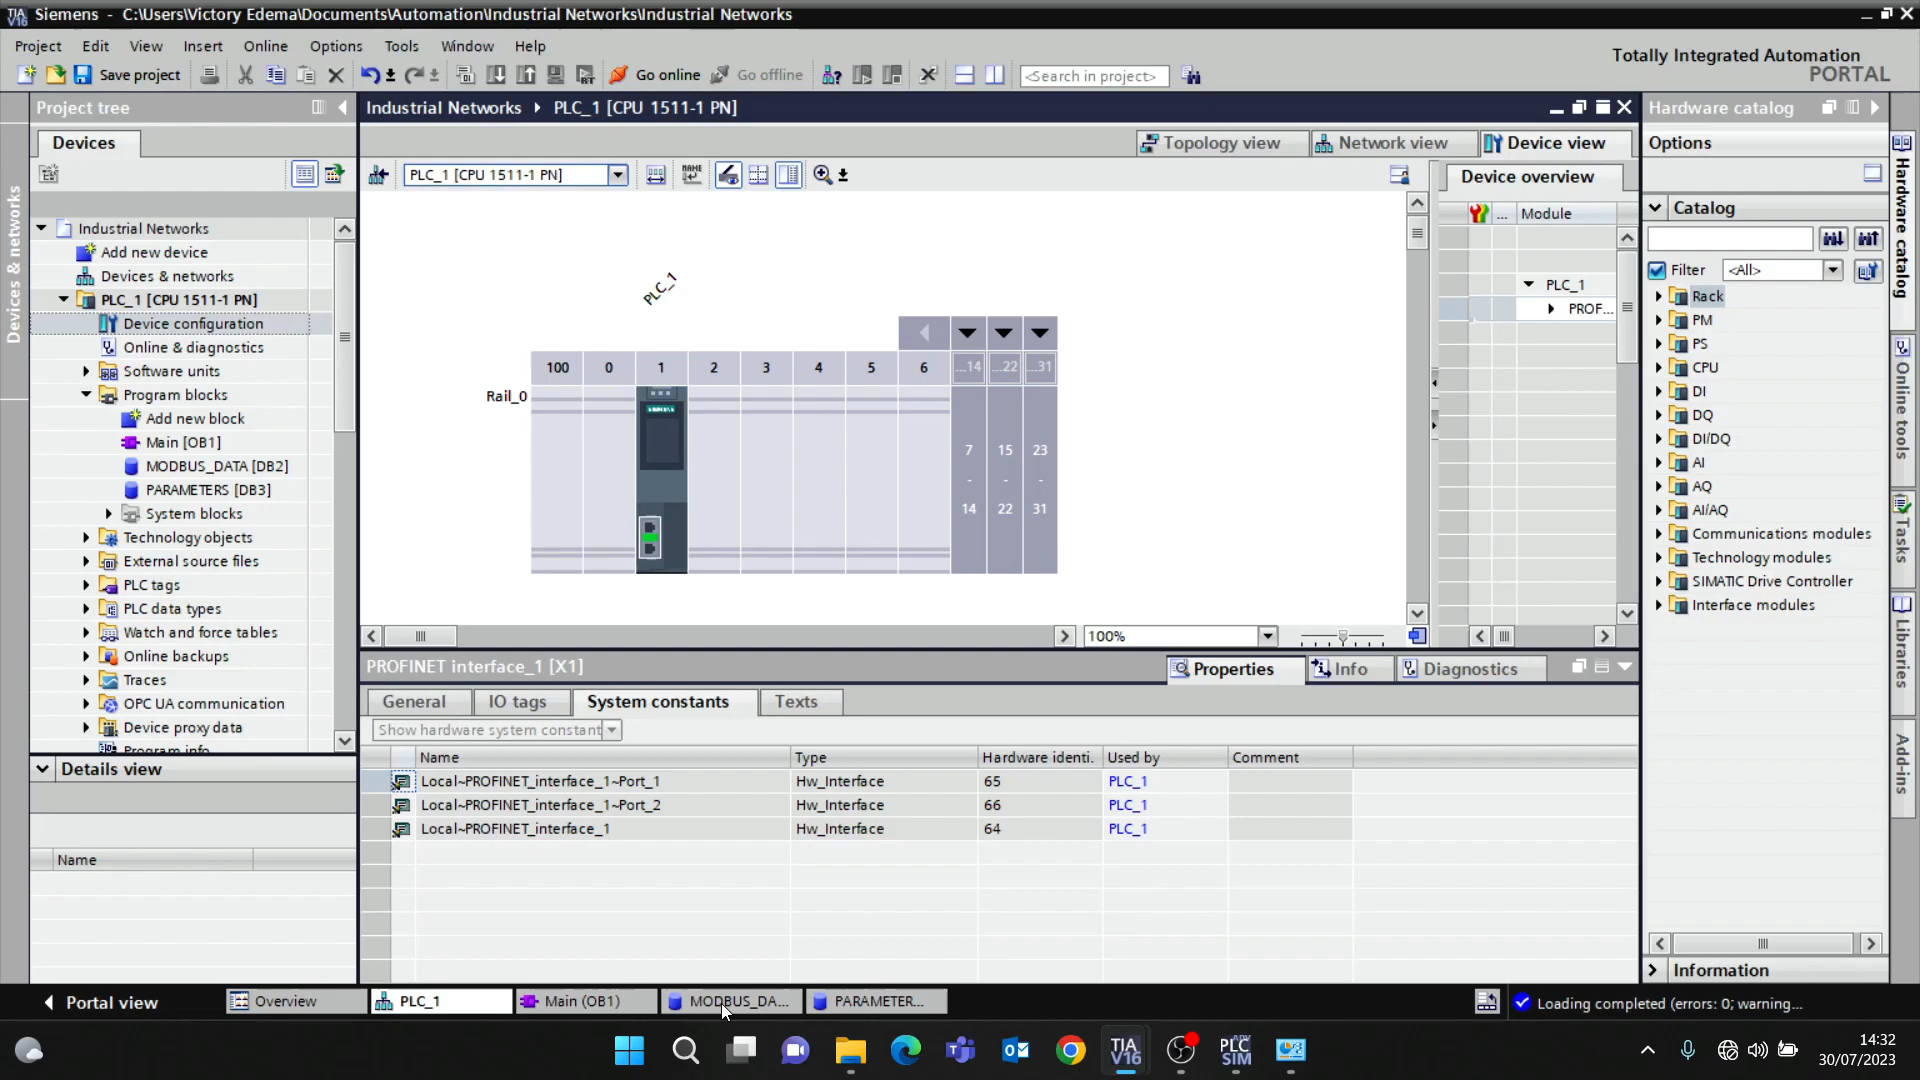 Siemens - C:\Users\Victory Edema\Documents\Automation\Industrial Networks\Industrial Networks
Project Edit View Insert Online Options Tools Window Help
Totally Integrated Automation
PORTAL
Save project
Go online
Go offline
<Search in project>
Project tree
Devices
Devices & networks
Industrial Networks
Add new device
Devices & networks
PLC_1 [CPU 1511-1 PN]
Device configuration
Online & diagnostics
Software units
Program blocks
Add new block
Main [OB1]
MODBUS_DATA [DB2]
PARAMETERS [DB3]
System blocks
Technology objects
External source files
PLC tags
PLC data types
Watch and force tables
Online backups
Traces
OPC UA communication
Device proxy data
Program info
Details view
Name
Industrial Networks PLC_1 [CPU 1511-1 PN]
Topology view
Network view
Device view
PLC_1 [CPU 1511-1 PN]
PLC_1
100 0 1 2 3 4 5 6 ...14 ...22 ...31
Rail_0
SIEMENS
7 15 23
- - -
14 22 31
100%
Device overview
... Module
PLC_1
PROF...
PROFINET interface_1 [X1]
Properties
Info
Diagnostics
General
IO tags
System constants
Texts
Show hardware system constant
Name Type Hardware identi. Used by Comment
Local~PROFINET_interface_1~Port_1 Hw_Interface 65 PLC_1
Local~PROFINET_interface_1~Port_2 Hw_Interface 66 PLC_1
Local~PROFINET_interface_1 Hw_Interface 64 PLC_1
Hardware catalog
Options
Catalog
Filter
<All>
Rack
PM
PS
CPU
DI
DQ
DI/DQ
AI
AQ
AI/AQ
Communications modules
Technology modules
SIMATIC Drive Controller
Interface modules
Information
Hardware catalog
Online tools
Tasks
Libraries
Add-ins
Portal view
Overview
PLC_1
Main (OB1)
MODBUS_DA...
PARAMETER...
Loading completed (errors: 0; warning...
TIA
V16
PLC
SIM
14:32
30/07/2023